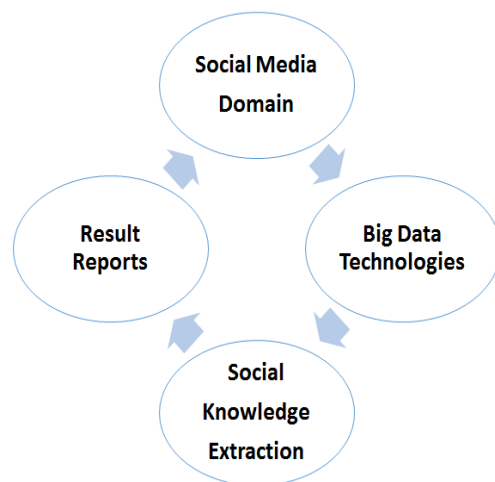 Social Media
Domain
Big Data
Technologies
Social
Knowledge
Extraction
Result
Reports